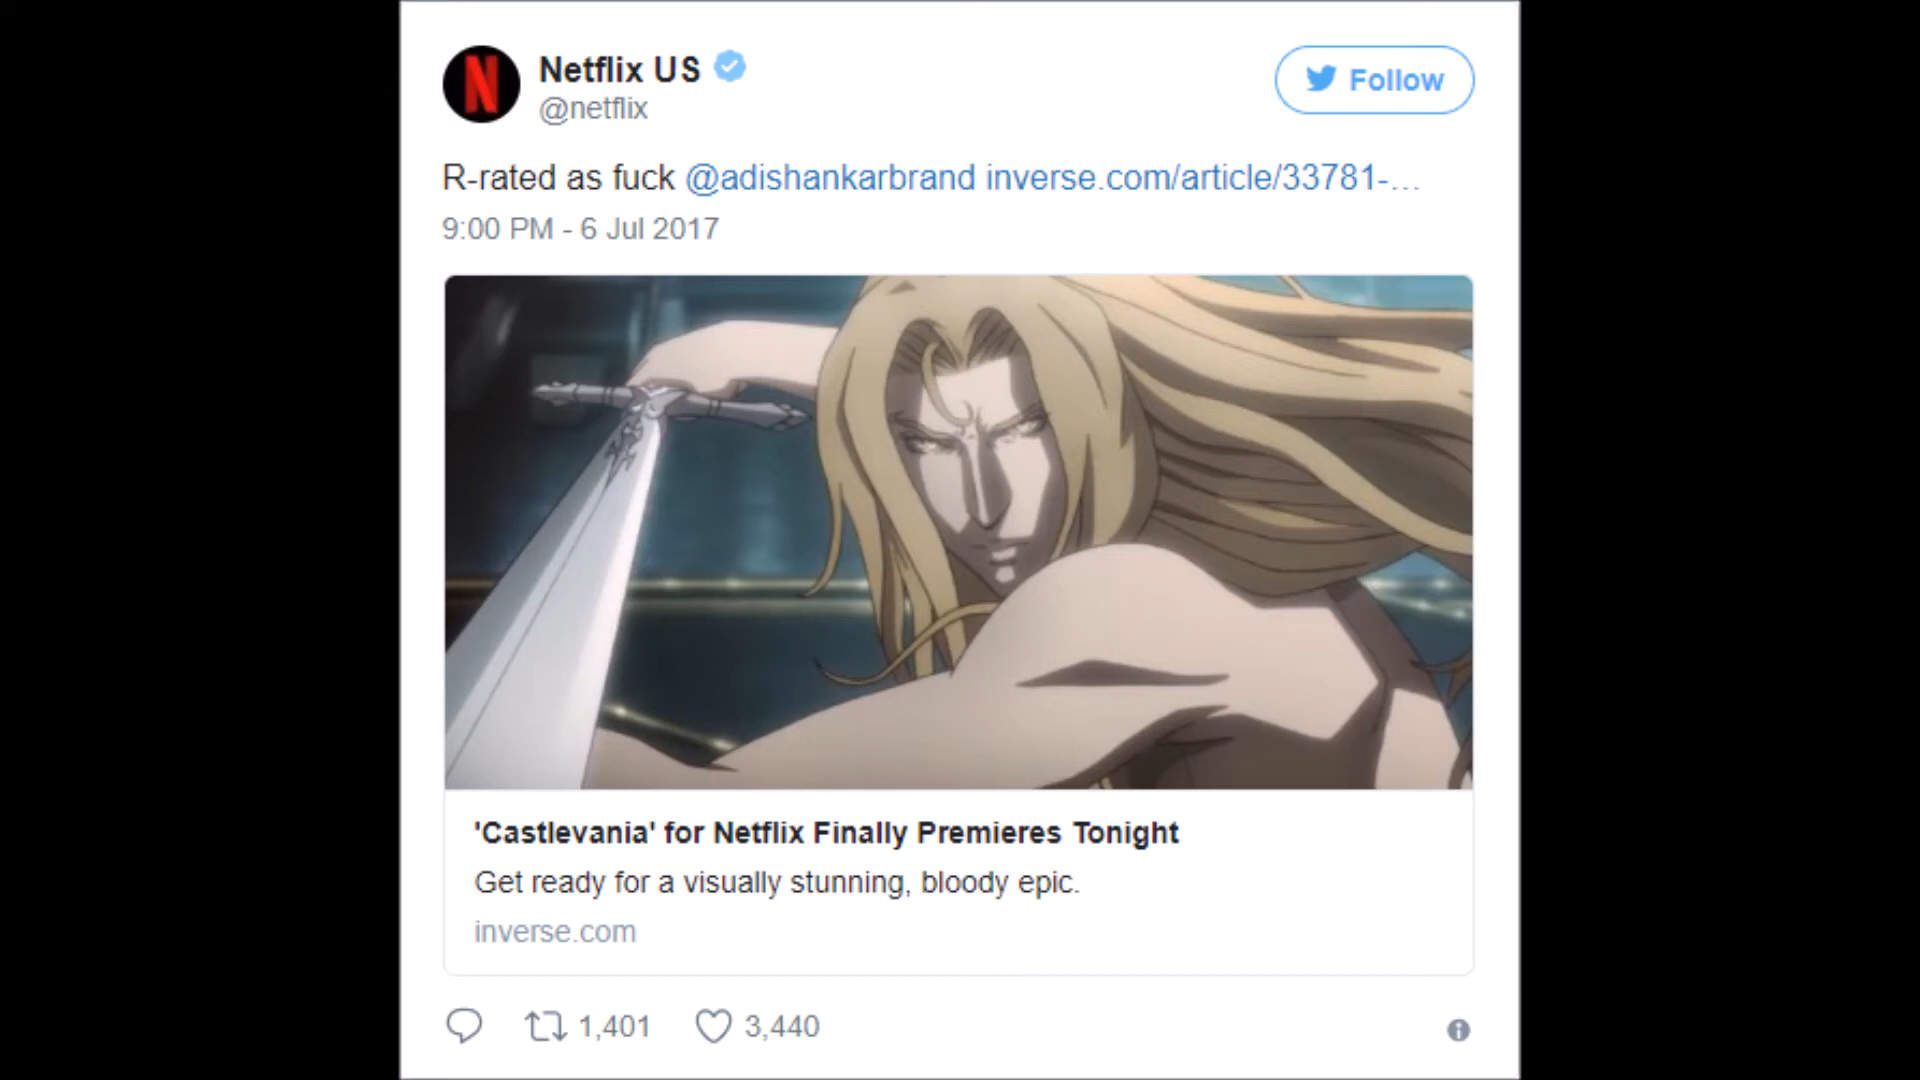 Netflix US
@netflix
Follow
R-rated as fuck @adishankarbrand inverse.com/article/33781-…
9:00 PM - 6 Jul 2017
'Castlevania' for Netflix Finally Premieres Tonight
Get ready for a visually stunning, bloody epic.
inverse.com
1,401 3,440